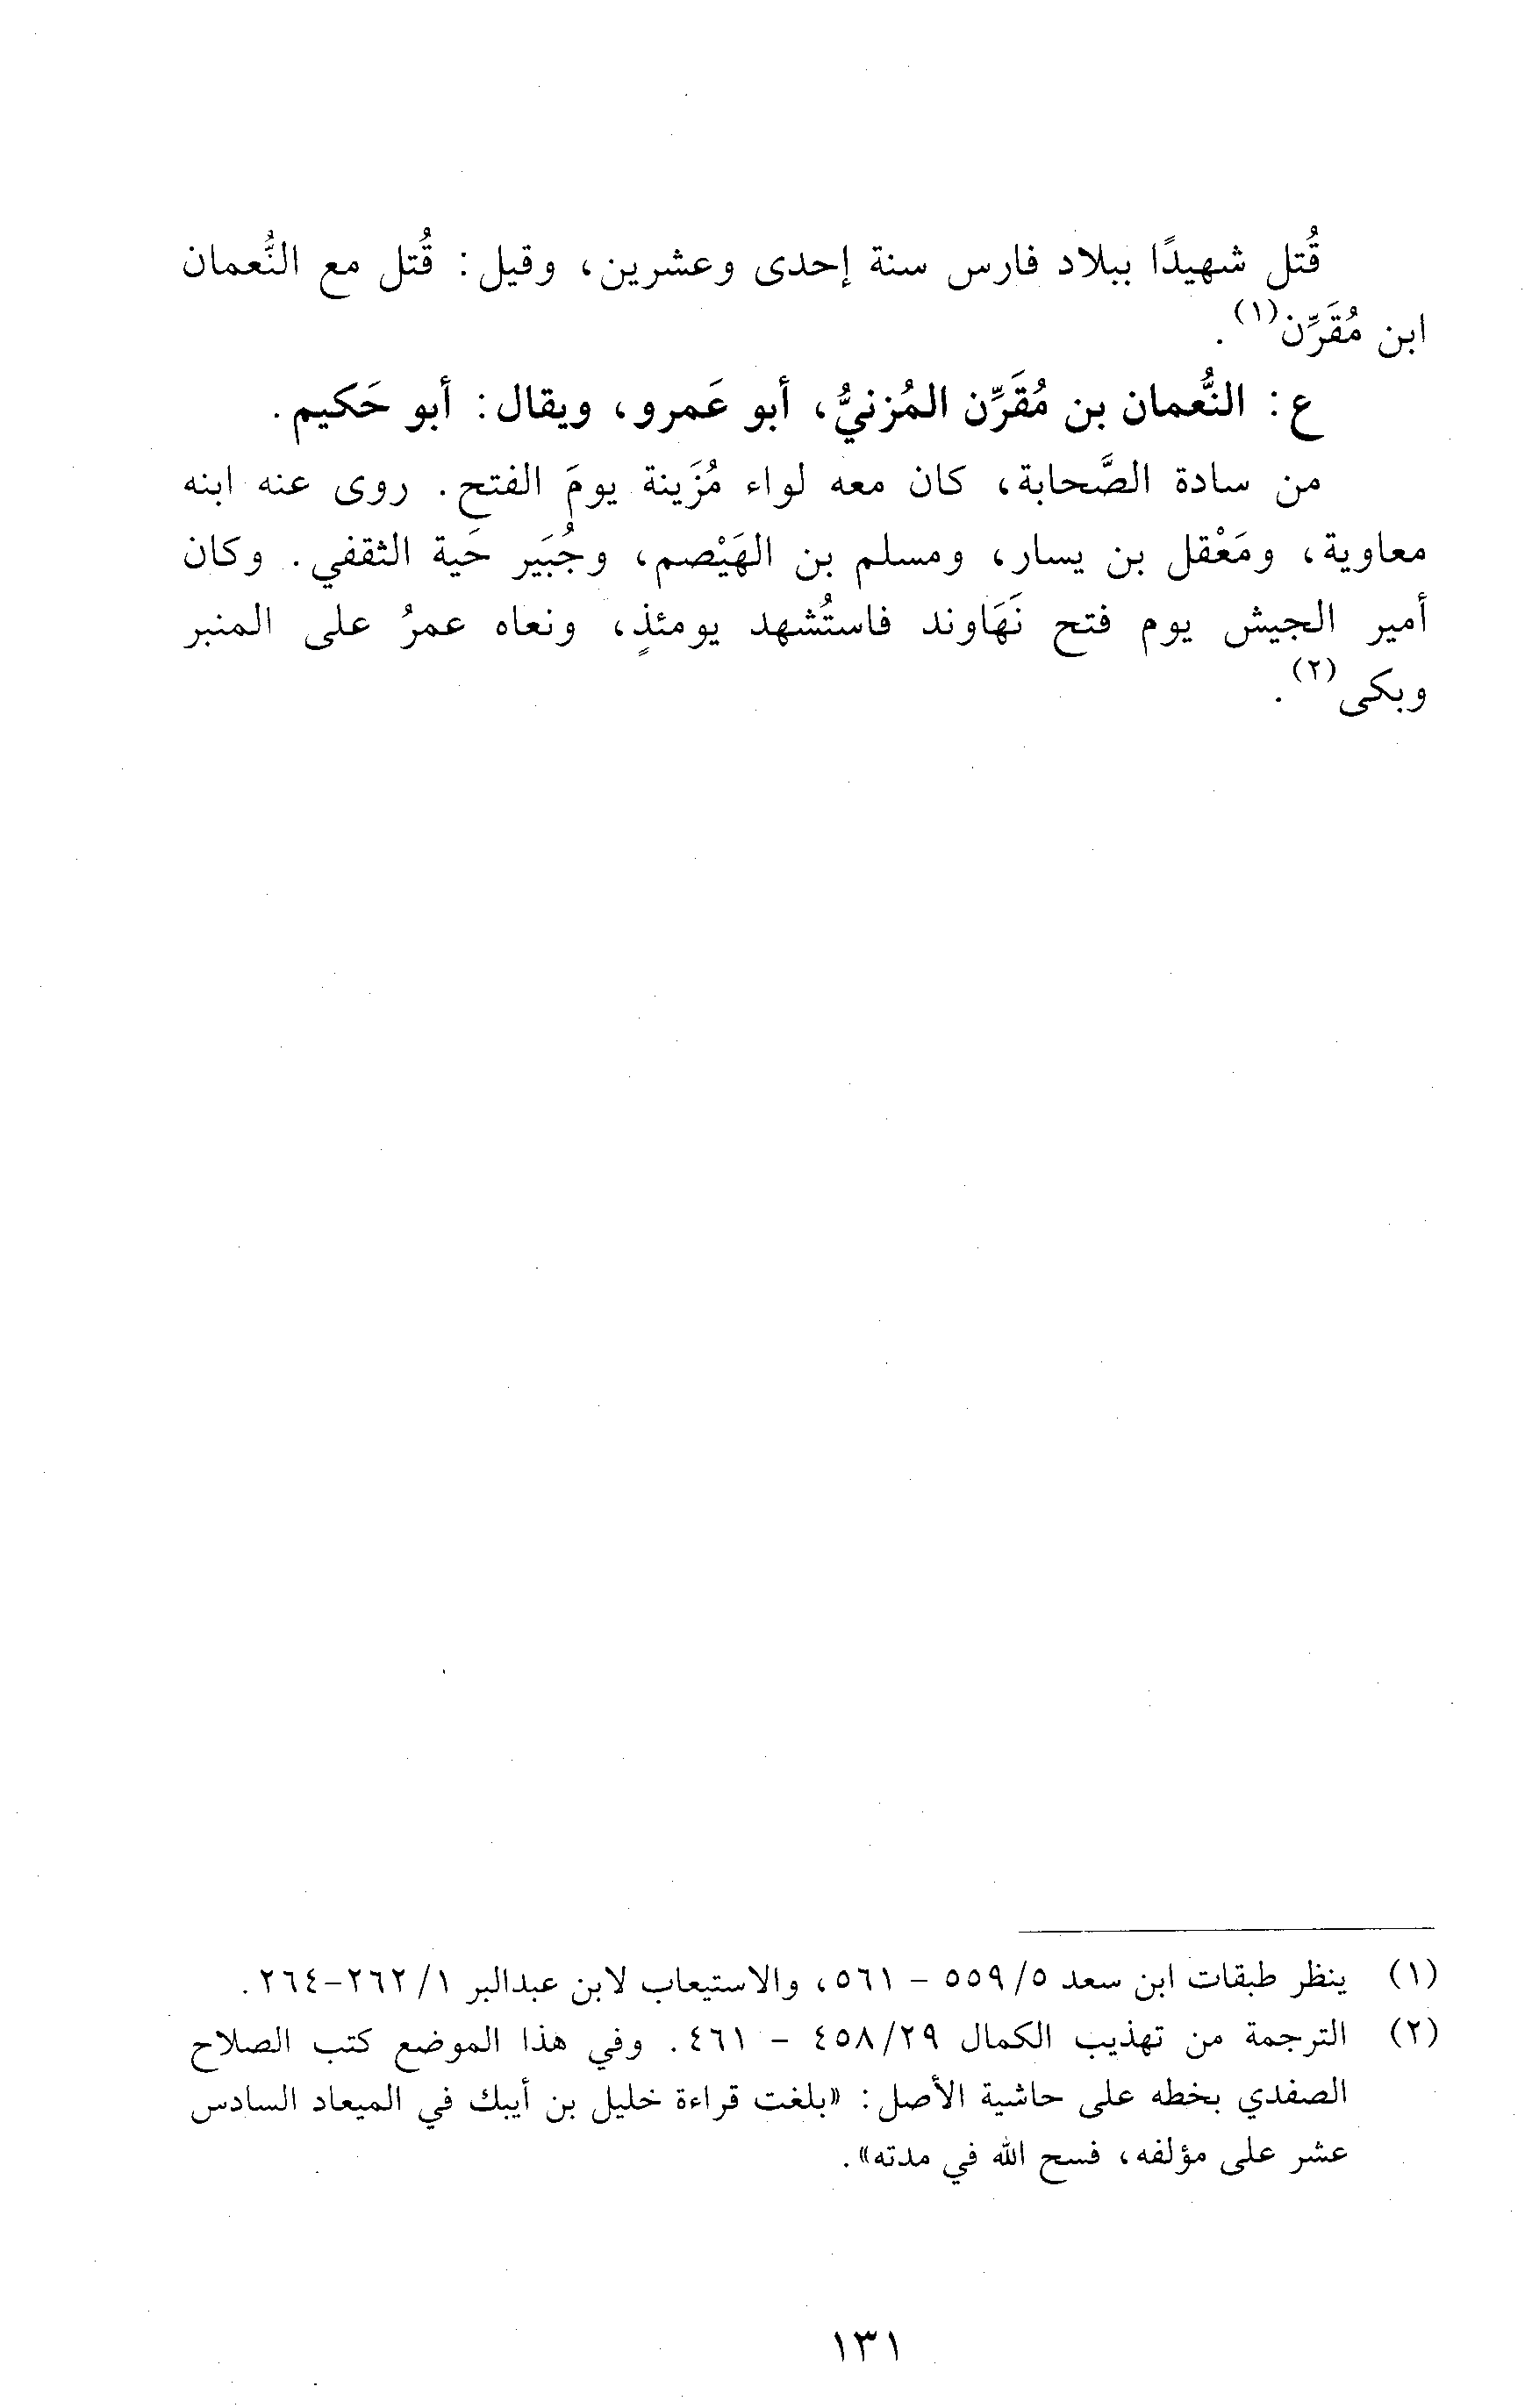 قُتل شهيدًا ببلاد فارس سنة إحدى وعشرين، وقيل: قُتل مع النُّعمان
ابن مُقَرِّن(١).
ع: النُّعمان بن مُقَرِّن المُزنيُّ، أبو عَمرو، ويقال: أبو حَكيم.
من سادة الصَّحابة، كان معه لواء مُزَينة يومَ الفتح. روى عنه ابنه
معاوية، ومَعْقل بن يسار، ومسلم بن الهَيْصم، وجُبَير حَية الثقفي. وكان
أمير الجيش يوم فتح نَهَاوند فاستُشهد يومئذٍ، ونعاه عمرُ على المنبر
وبكى(٢).
(١) ينظر طبقات ابن سعد ٥/ ٥٥٩ - ٥٦١، والاستيعاب لابن عبدالبر ١/ ٢٦٢-٢٦٤.
(٢) الترجمة من تهذيب الكمال ٢٩/ ٤٥٨ - ٤٦١. وفي هذا الموضع كتب الصلاح
الصفدي بخطه على حاشية الأصل: «بلغت قراءة خليل بن أيبك في الميعاد السادس
عشر على مؤلفه، فسح الله في مدته».
١٣١